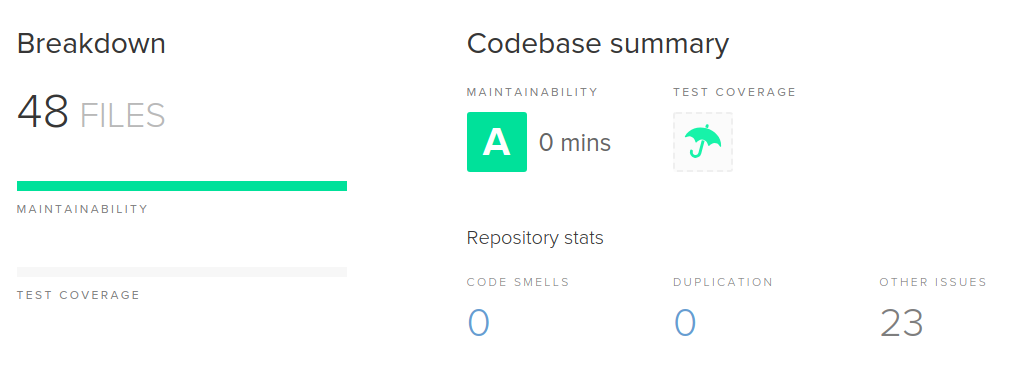 Breakdown
48 FILES
MAINTAINABILITY
TEST COVERAGE
Codebase summary
MAINTAINABILITY
TEST COVERAGE
A
0 mins
Repository stats
CODE SMELLS
DUPLICATION
OTHER ISSUES
0
0
23